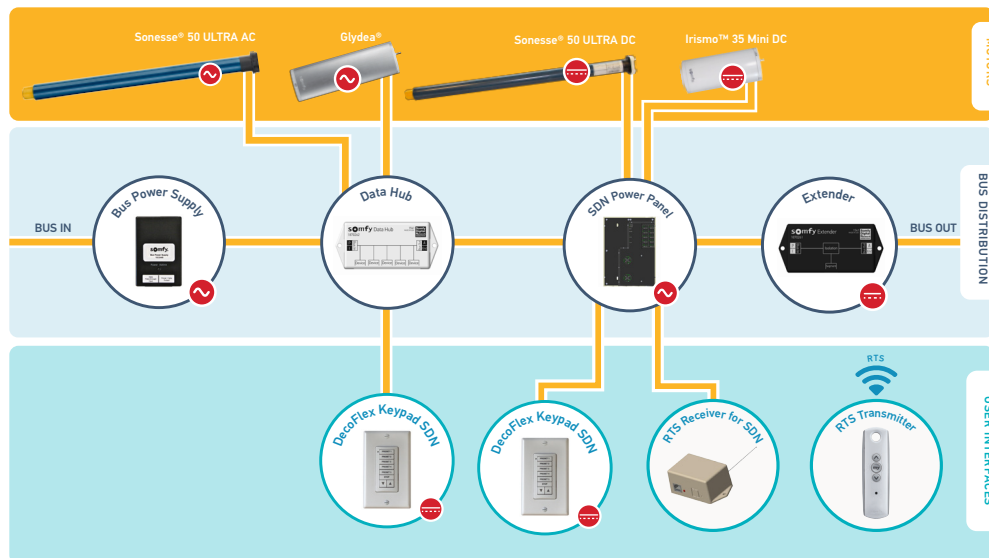 Sonesse® 50 ULTRA AC
Glydea®
Sonesse® 50 ULTRA DC
Irismo™ 35 Mini DC
BUS IN
Bus Power Supply
somfy
Data Hub
somfy Data Hub
SDN Power Panel
Extender
somfy Extender
BUS OUT
BUS DISTRIBUTION
DecoFlex Keypad SDN
DecoFlex Keypad SDN
RTS Receiver for SDN
RTS
RTS Transmitter
USER INTERFACES